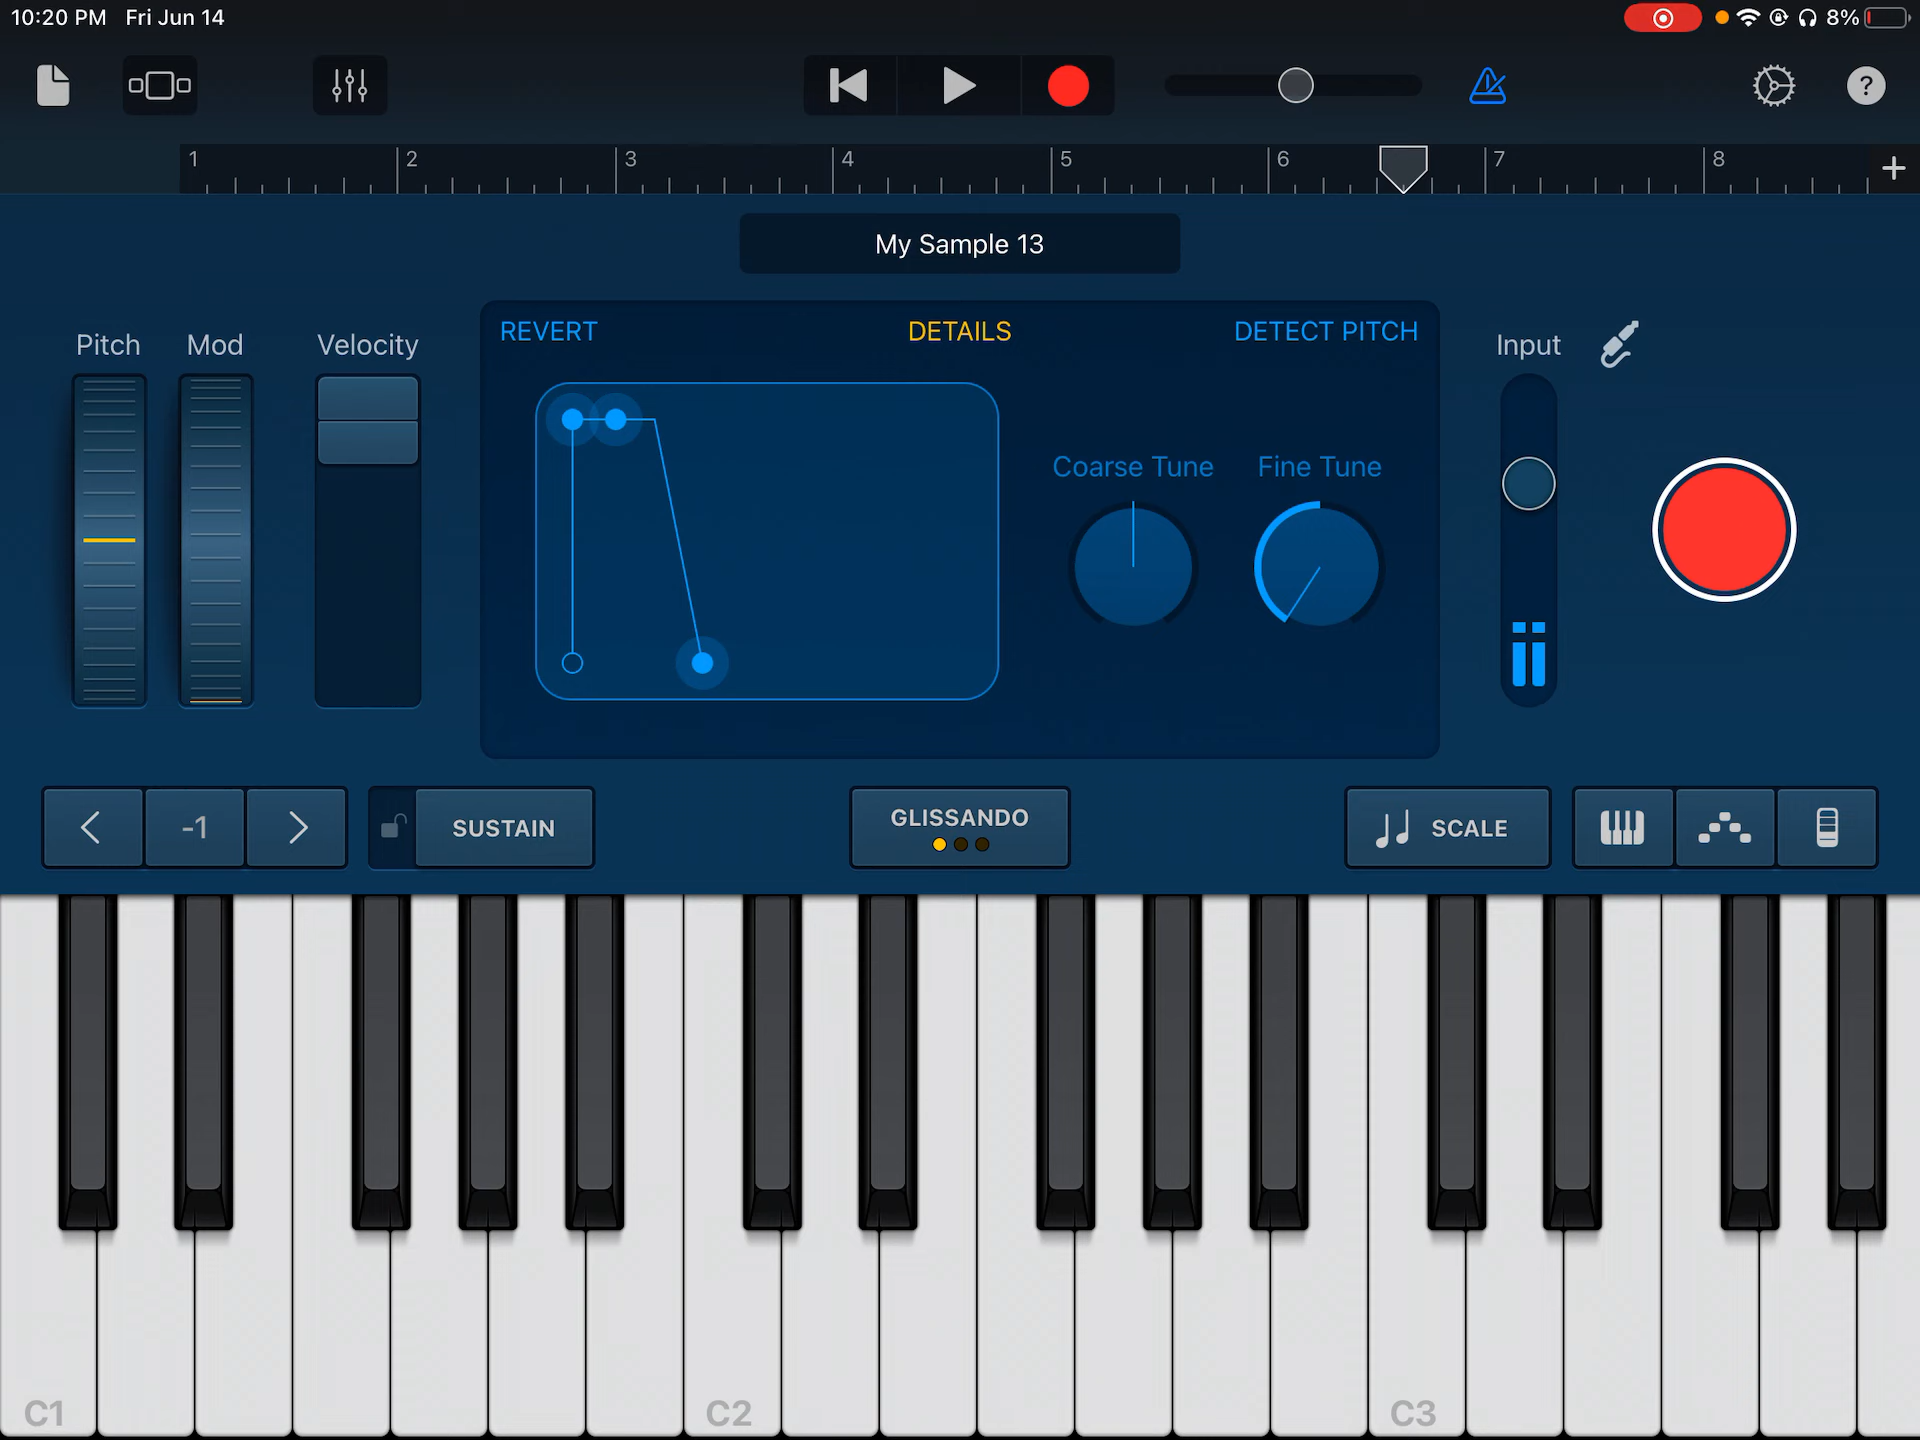 10:20 PM Fri Jun 14
8%
?
1 2 3 4 5 6 7 8
My Sample 13
Pitch Mod Velocity
REVERT DETAILS DETECT PITCH
Input
Coarse Tune Fine Tune
-1
SUSTAIN
GLISSANDO
SCALE
C1 C2 C3